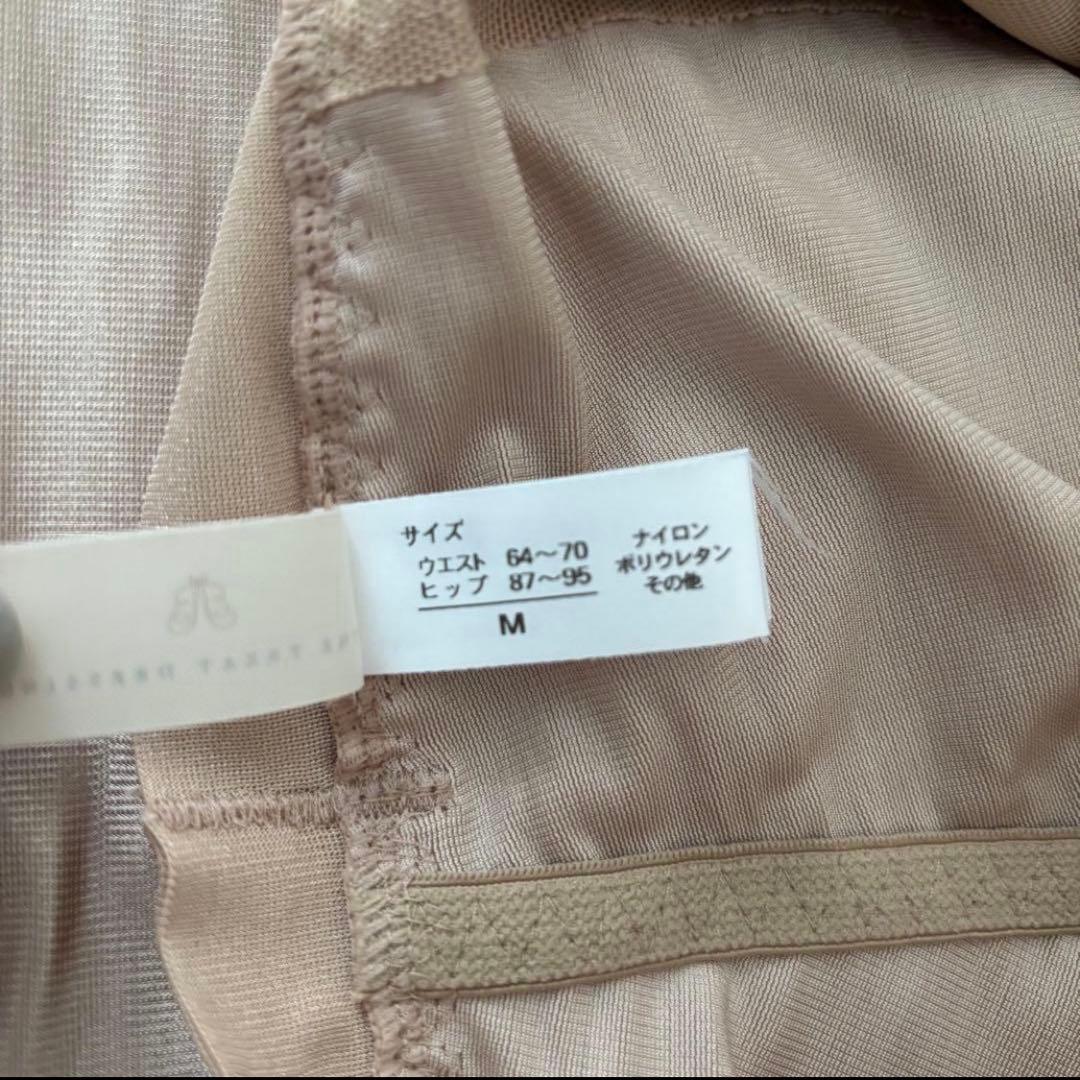 サイズ
ウエスト 64〜70
ヒップ 87〜95
M
ナイロン
ポリウレタン
その他